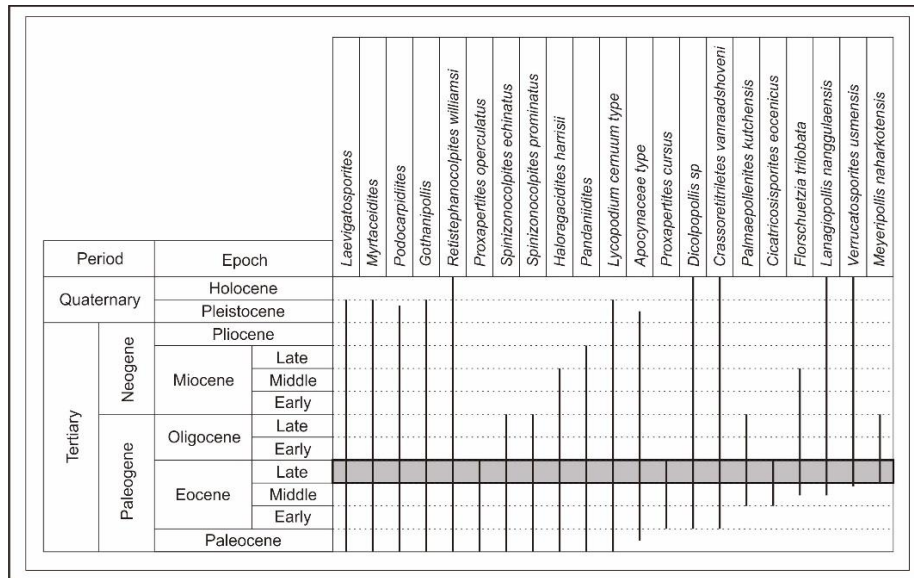 Laevigatosporites
Myrtaceidites
Podocarpidiites
Gothanipollis
Retistephanocolpites williamsi
Proxapertites operculatus
Spinizonocolpites echinatus
Spinizonocolpites prominatus
Haloragacidites harrisii
Pandaniidites
Lycopodium cernuum type
Apocynaceae type
Proxapertites cursus
Dicolpopollis sp
Crassoretitriletes vanraadshoveni
Palmaepollenites kutchensis
Cicatricosisporites eocenicus
Florschuetzia trilobata
Lanagiopollis nanggulaensis
Verrucatosporites usmensis
Meyeripollis naharkotensis
Period Epoch
Quaternary Holocene
Pleistocene
Tertiary Neogene Pliocene
Miocene Late
Middle
Early
Paleogene Oligocene Late
Early
Eocene Late
Middle
Early
Paleocene